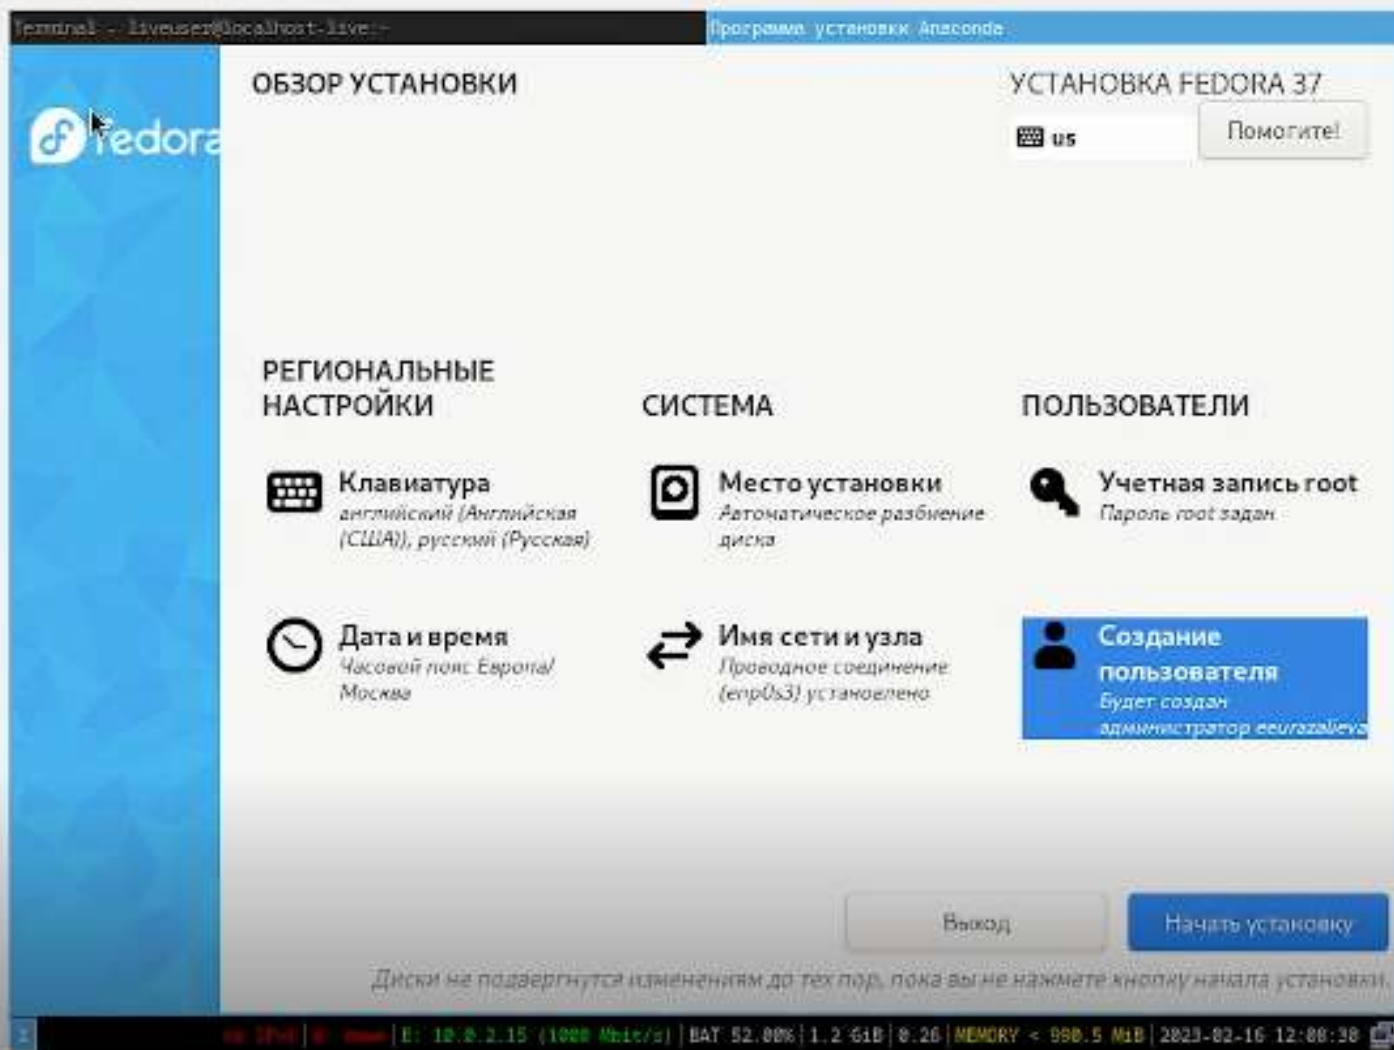 Terminal - liveuser@localhost-live:~
Программа установки Anaconda
fedora
ОБЗОР УСТАНОВКИ
УСТАНОВКА FEDORA 37
us
Помогите!
РЕГИОНАЛЬНЫЕ
НАСТРОЙКИ
СИСТЕМА
ПОЛЬЗОВАТЕЛИ
Клавиатура
английский (Английская
(США)), русский (Русская)
Место установки
Автоматическое разбиение
диска
Учетная запись root
Пароль root задан
Дата и время
Часовой пояс Европа/
Москва
Имя сети и узла
Проводное соединение
(enp0s3) установлено
Создание
пользователя
Будет создан
администратор eeurazalieva
Выход
Начать установку
Диски не подвергнутся изменениям до тех пор, пока вы не нажмете кнопку начала установки.
no IPv6 W: down E: 10.0.2.15 (1000 Mbit/s) BAT 52.00% 1.2 GiB 0.26 MEMORY < 990.5 MiB 2023-02-16 12:08:38